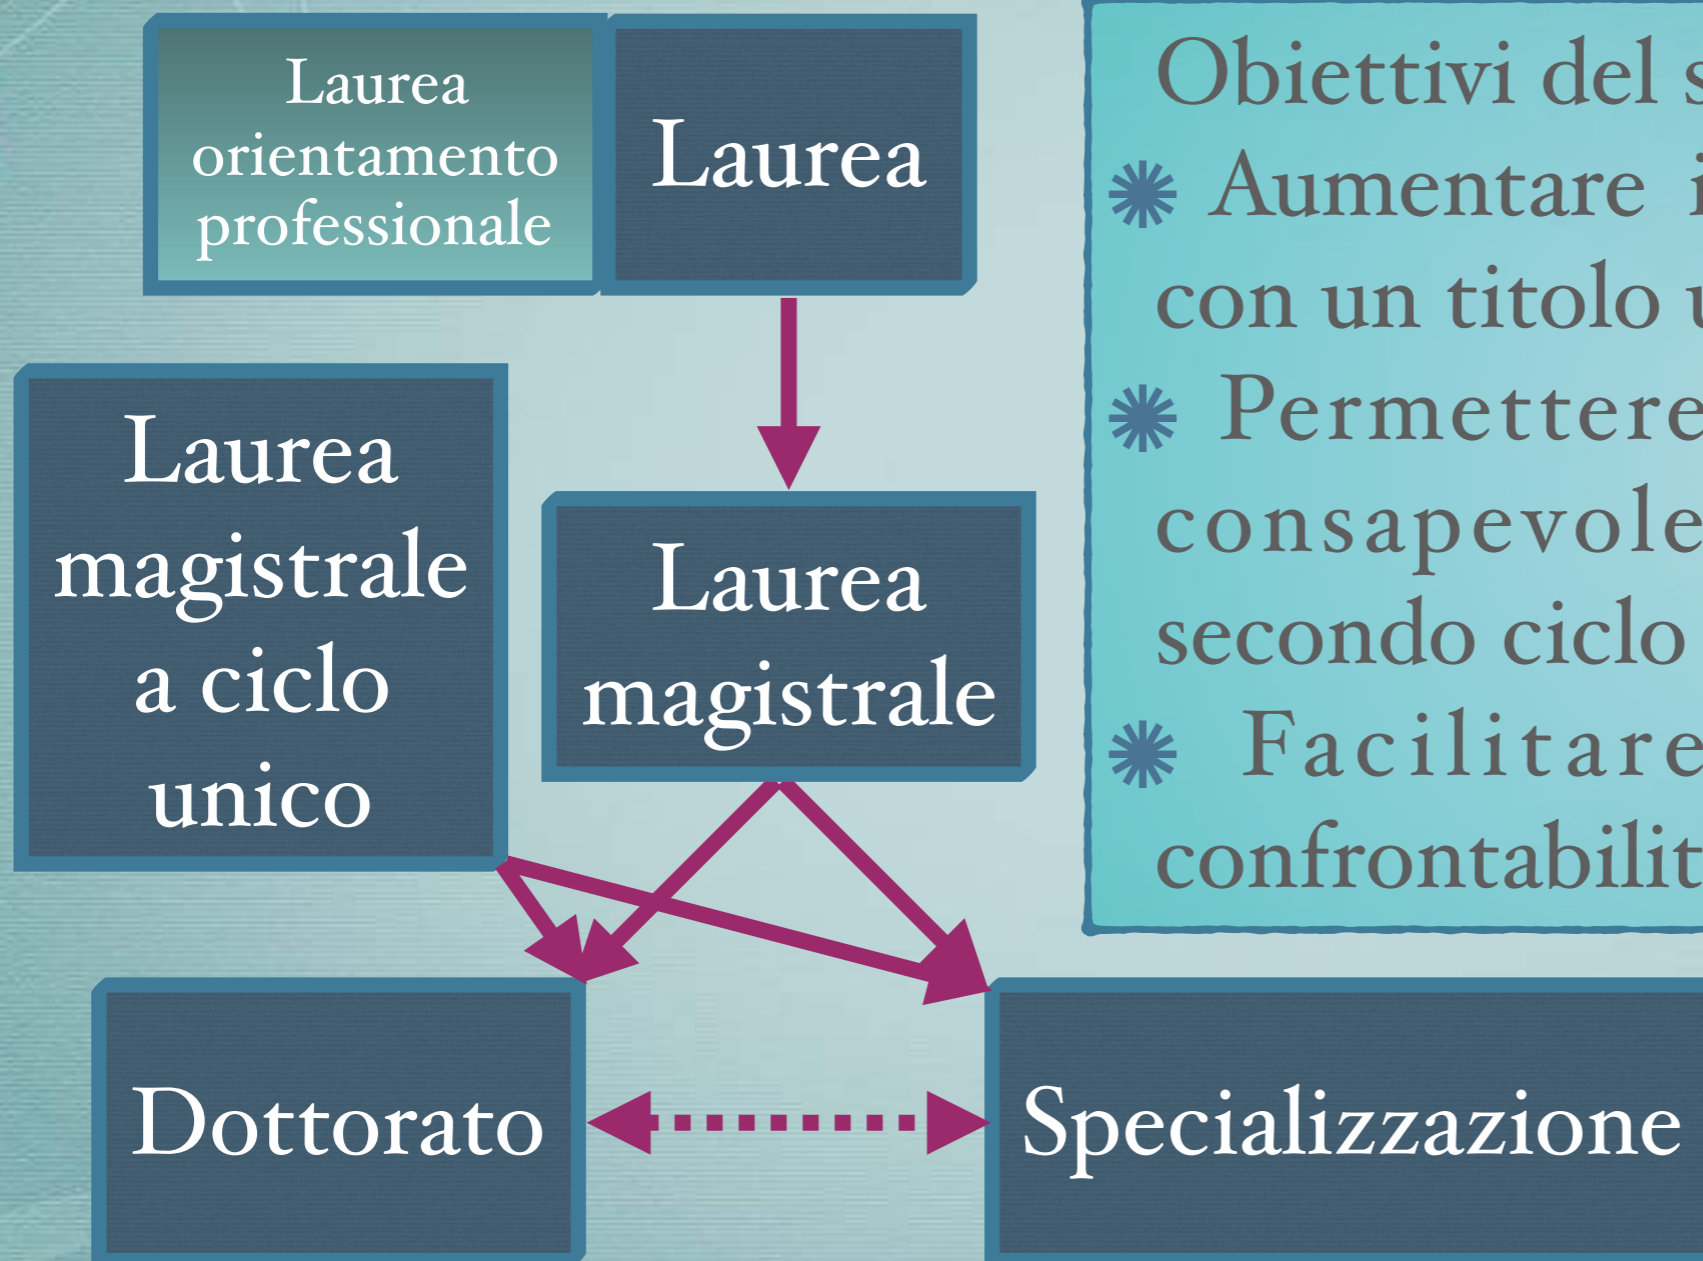 Laurea
orientamento
professionale
Laurea
Laurea
magistrale
a ciclo
unico
Laurea
magistrale
Dottorato
Specializzazione
Obiettivi del
Aumentare
con un titolo
Permettere
consapevole
secondo ciclo
Facilitare
confrontabilit